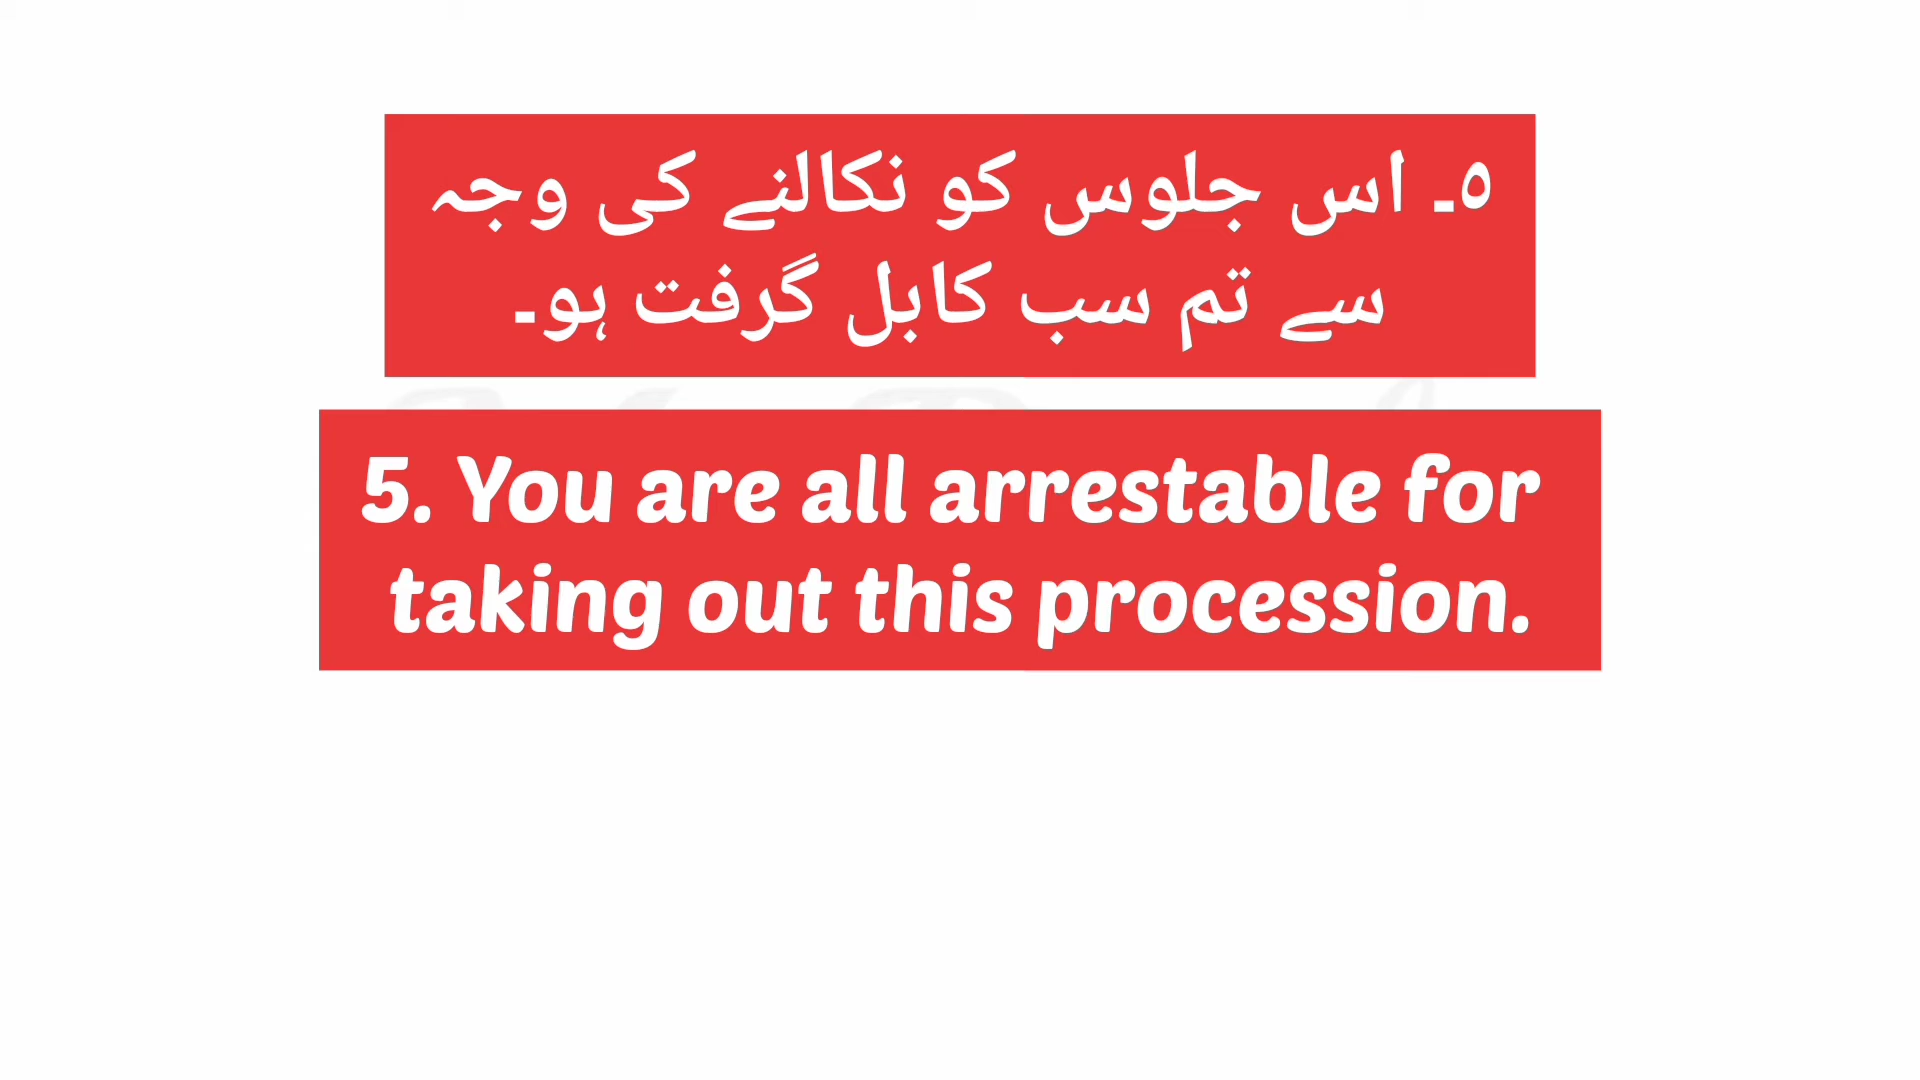 ۵۔ اس جلوس کو نکالنے کی وجہ
سے تم سب کابل گرفت ہو۔
5. You are all arrestable for
taking out this procession.